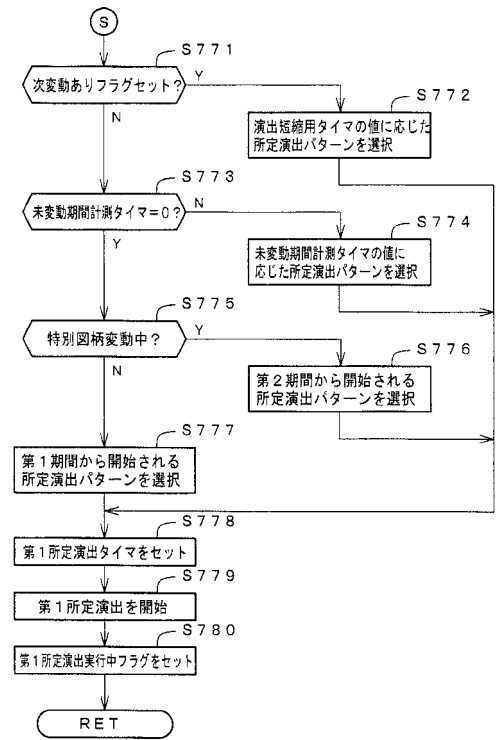 S
S771
次変動ありフラグセット?
Y
N
S772
演出短縮用タイマの値に応じた
所定演出パターンを選択
S773
未変動期間計測タイマ=0?
N
Y
S774
未変動期間計測タイマの値に
応じた所定演出パターンを選択
S775
特別図柄変動中?
Y
N
S776
第2期間から開始される
所定演出パターンを選択
S777
第1期間から開始される
所定演出パターンを選択
S778
第1所定演出タイマをセット
S779
第1所定演出を開始
S780
第1所定演出実行中フラグをセット
RET